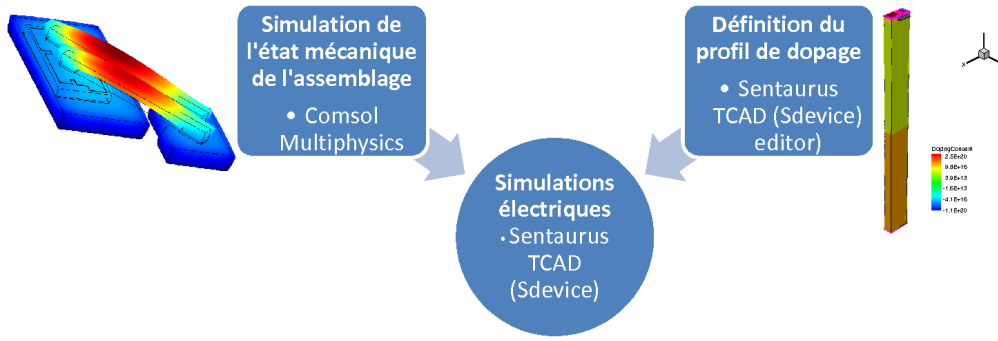 Simulation de
l'état mécanique
de l'assemblage
• Comsol
Multiphysics
Définition du
profil de dopage
• Sentaurus
TCAD (Sdevice)
editor)
Simulations
électriques
• Sentaurus
TCAD
(Sdevice)
X
DopingConcent
2.5E+20
9.8E+16
3.9E+13
-1.6E+13
-4.1E+16
-1.1E+20